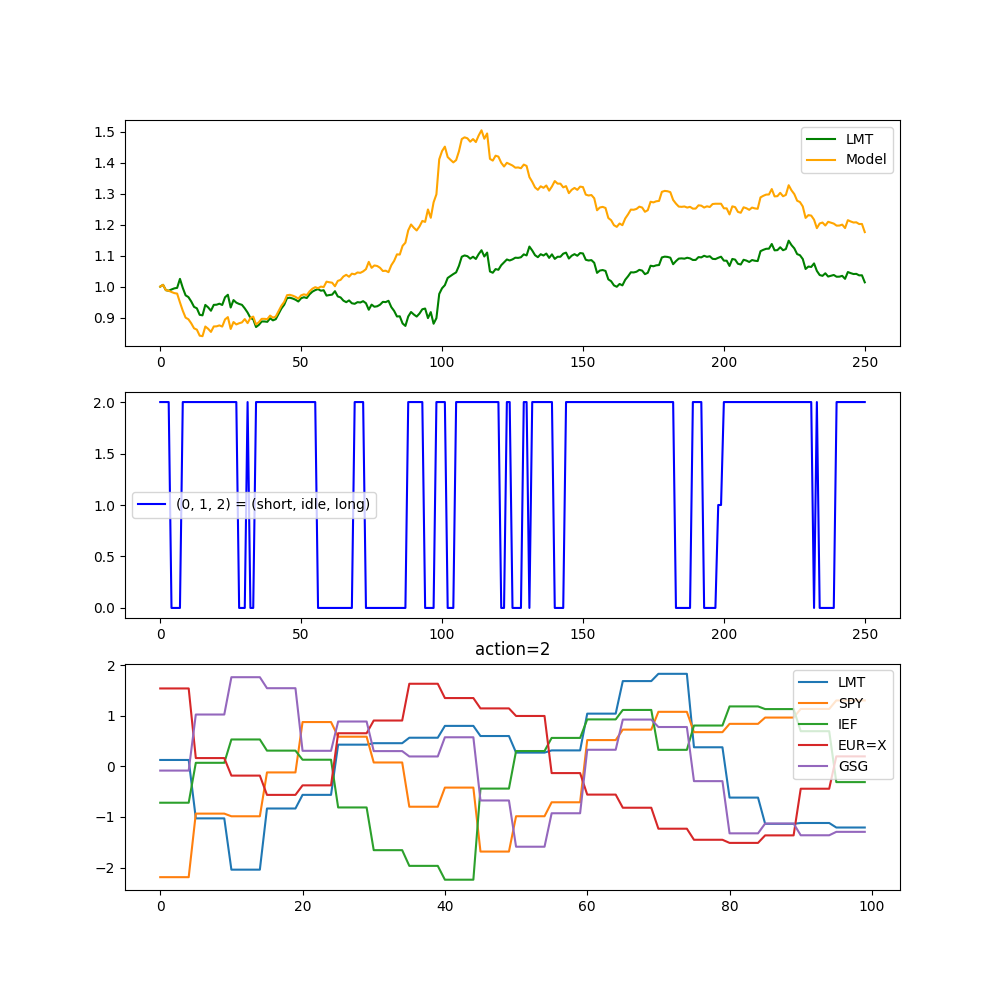 1.5
1.4
1.3
1.2
1.1
1.0
0.9
LMT
Model
0 50 100 150 200 250
2.0
1.5
1.0
0.5
0.0
(0, 1, 2) = (short, idle, long)
0 50 100 150 200 250
action=2
2
1
0
−1
−2
LMT
SPY
IEF
EUR=X
GSG
0 20 40 60 80 100